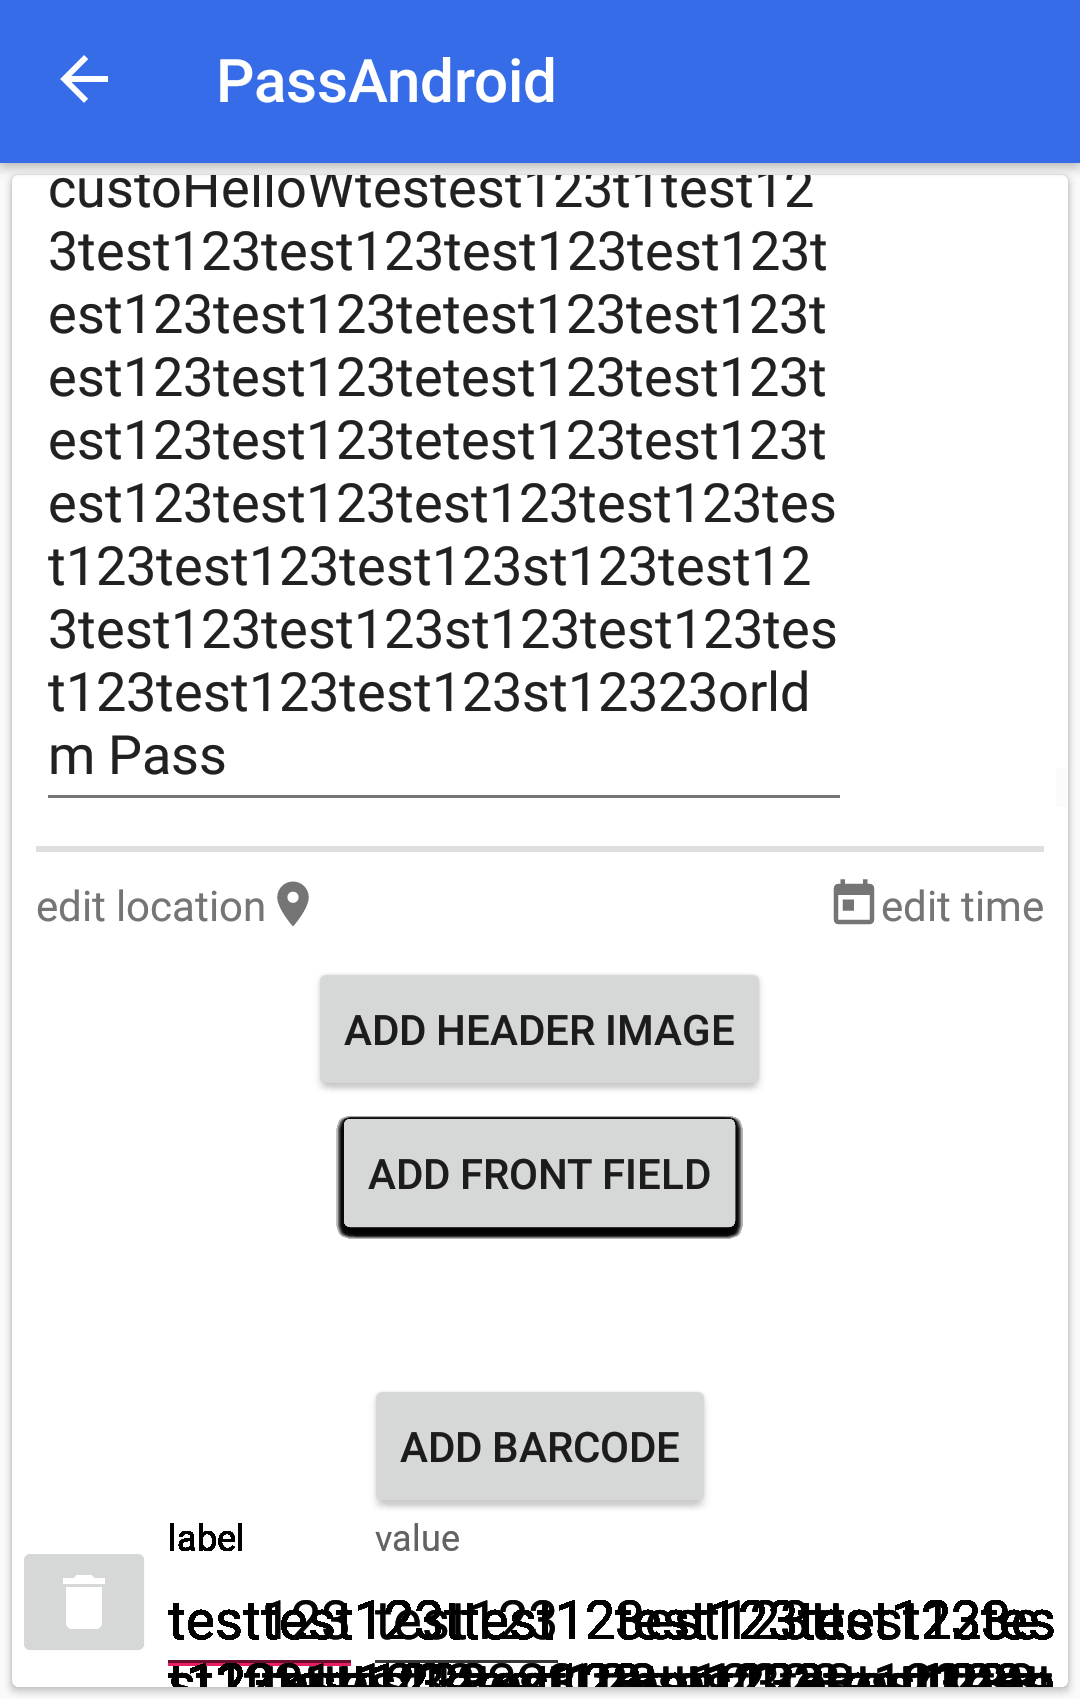 PassAndroid
custoHelloWtestest123t1test12
3test123test123test123test123t
est123test123tetest123test123t
est123test123tetest123test123t
est123test123tetest123test123t
est123test123test123test123tes
t123test123test123st123test12
3test123test123st123test123tes
t123test123test123st12323orld
m Pass
edit location
edit time
ADD HEADER IMAGE
ADD FRONT FIELD
ADD BARCODE
label
value